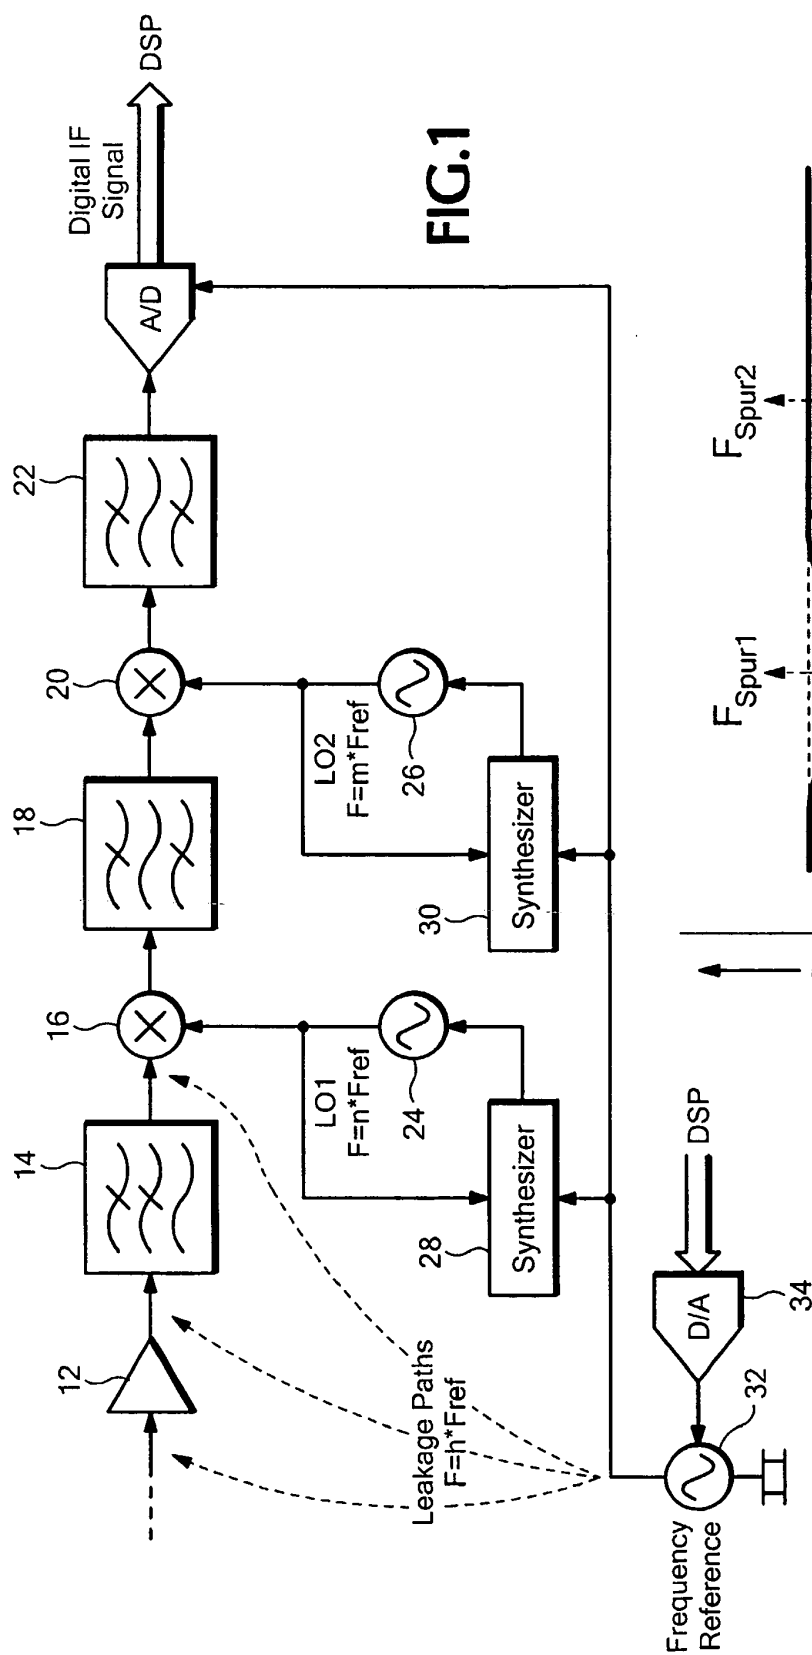 12
14
16
18
20
22
A/D
Digital IF
Signal
DSP
LO1
F=n*Fref
24
28
Synthesizer
LO2
F=m*Fref
26
30
Synthesizer
Leakage Paths
F=h*Fref
FIG.1
Frequency
Reference
32
D/A
34
DSP
FSpur1
FSpur2